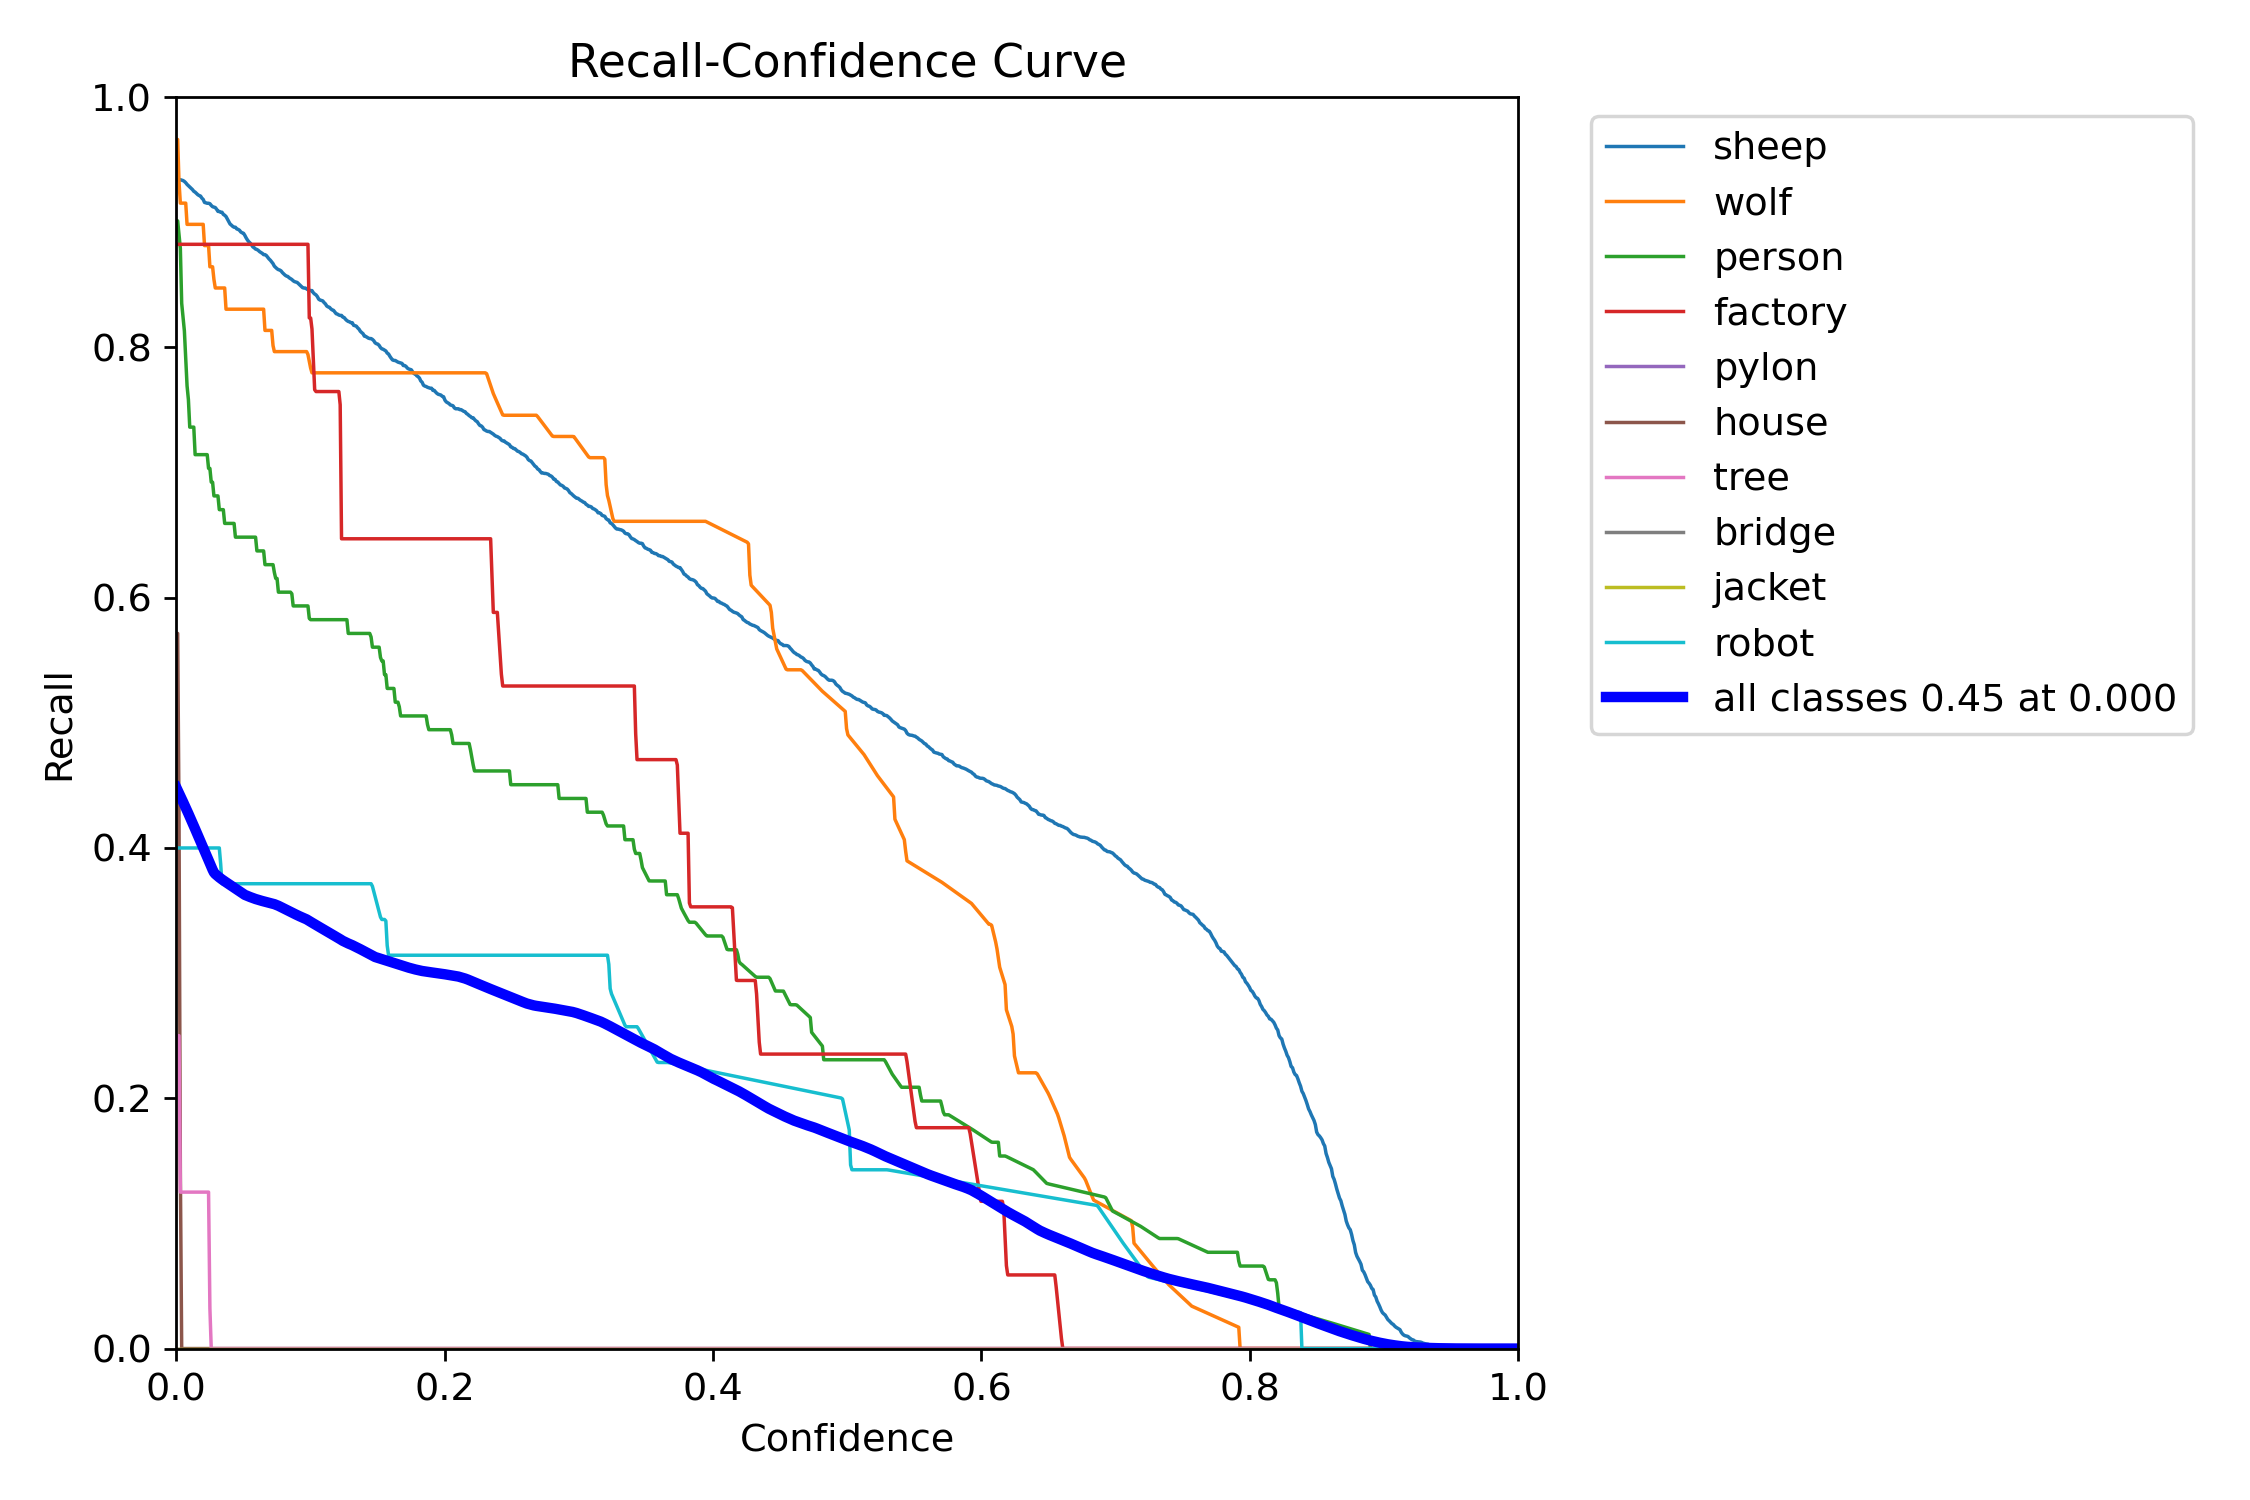 Recall-Confidence Curve
1.0
0.8
0.6
0.4
0.2
0.0
Recall
0.0 0.2 0.4 0.6 0.8 1.0
Confidence
sheep
wolf
person
factory
pylon
house
tree
bridge
jacket
robot
all classes 0.45 at 0.000